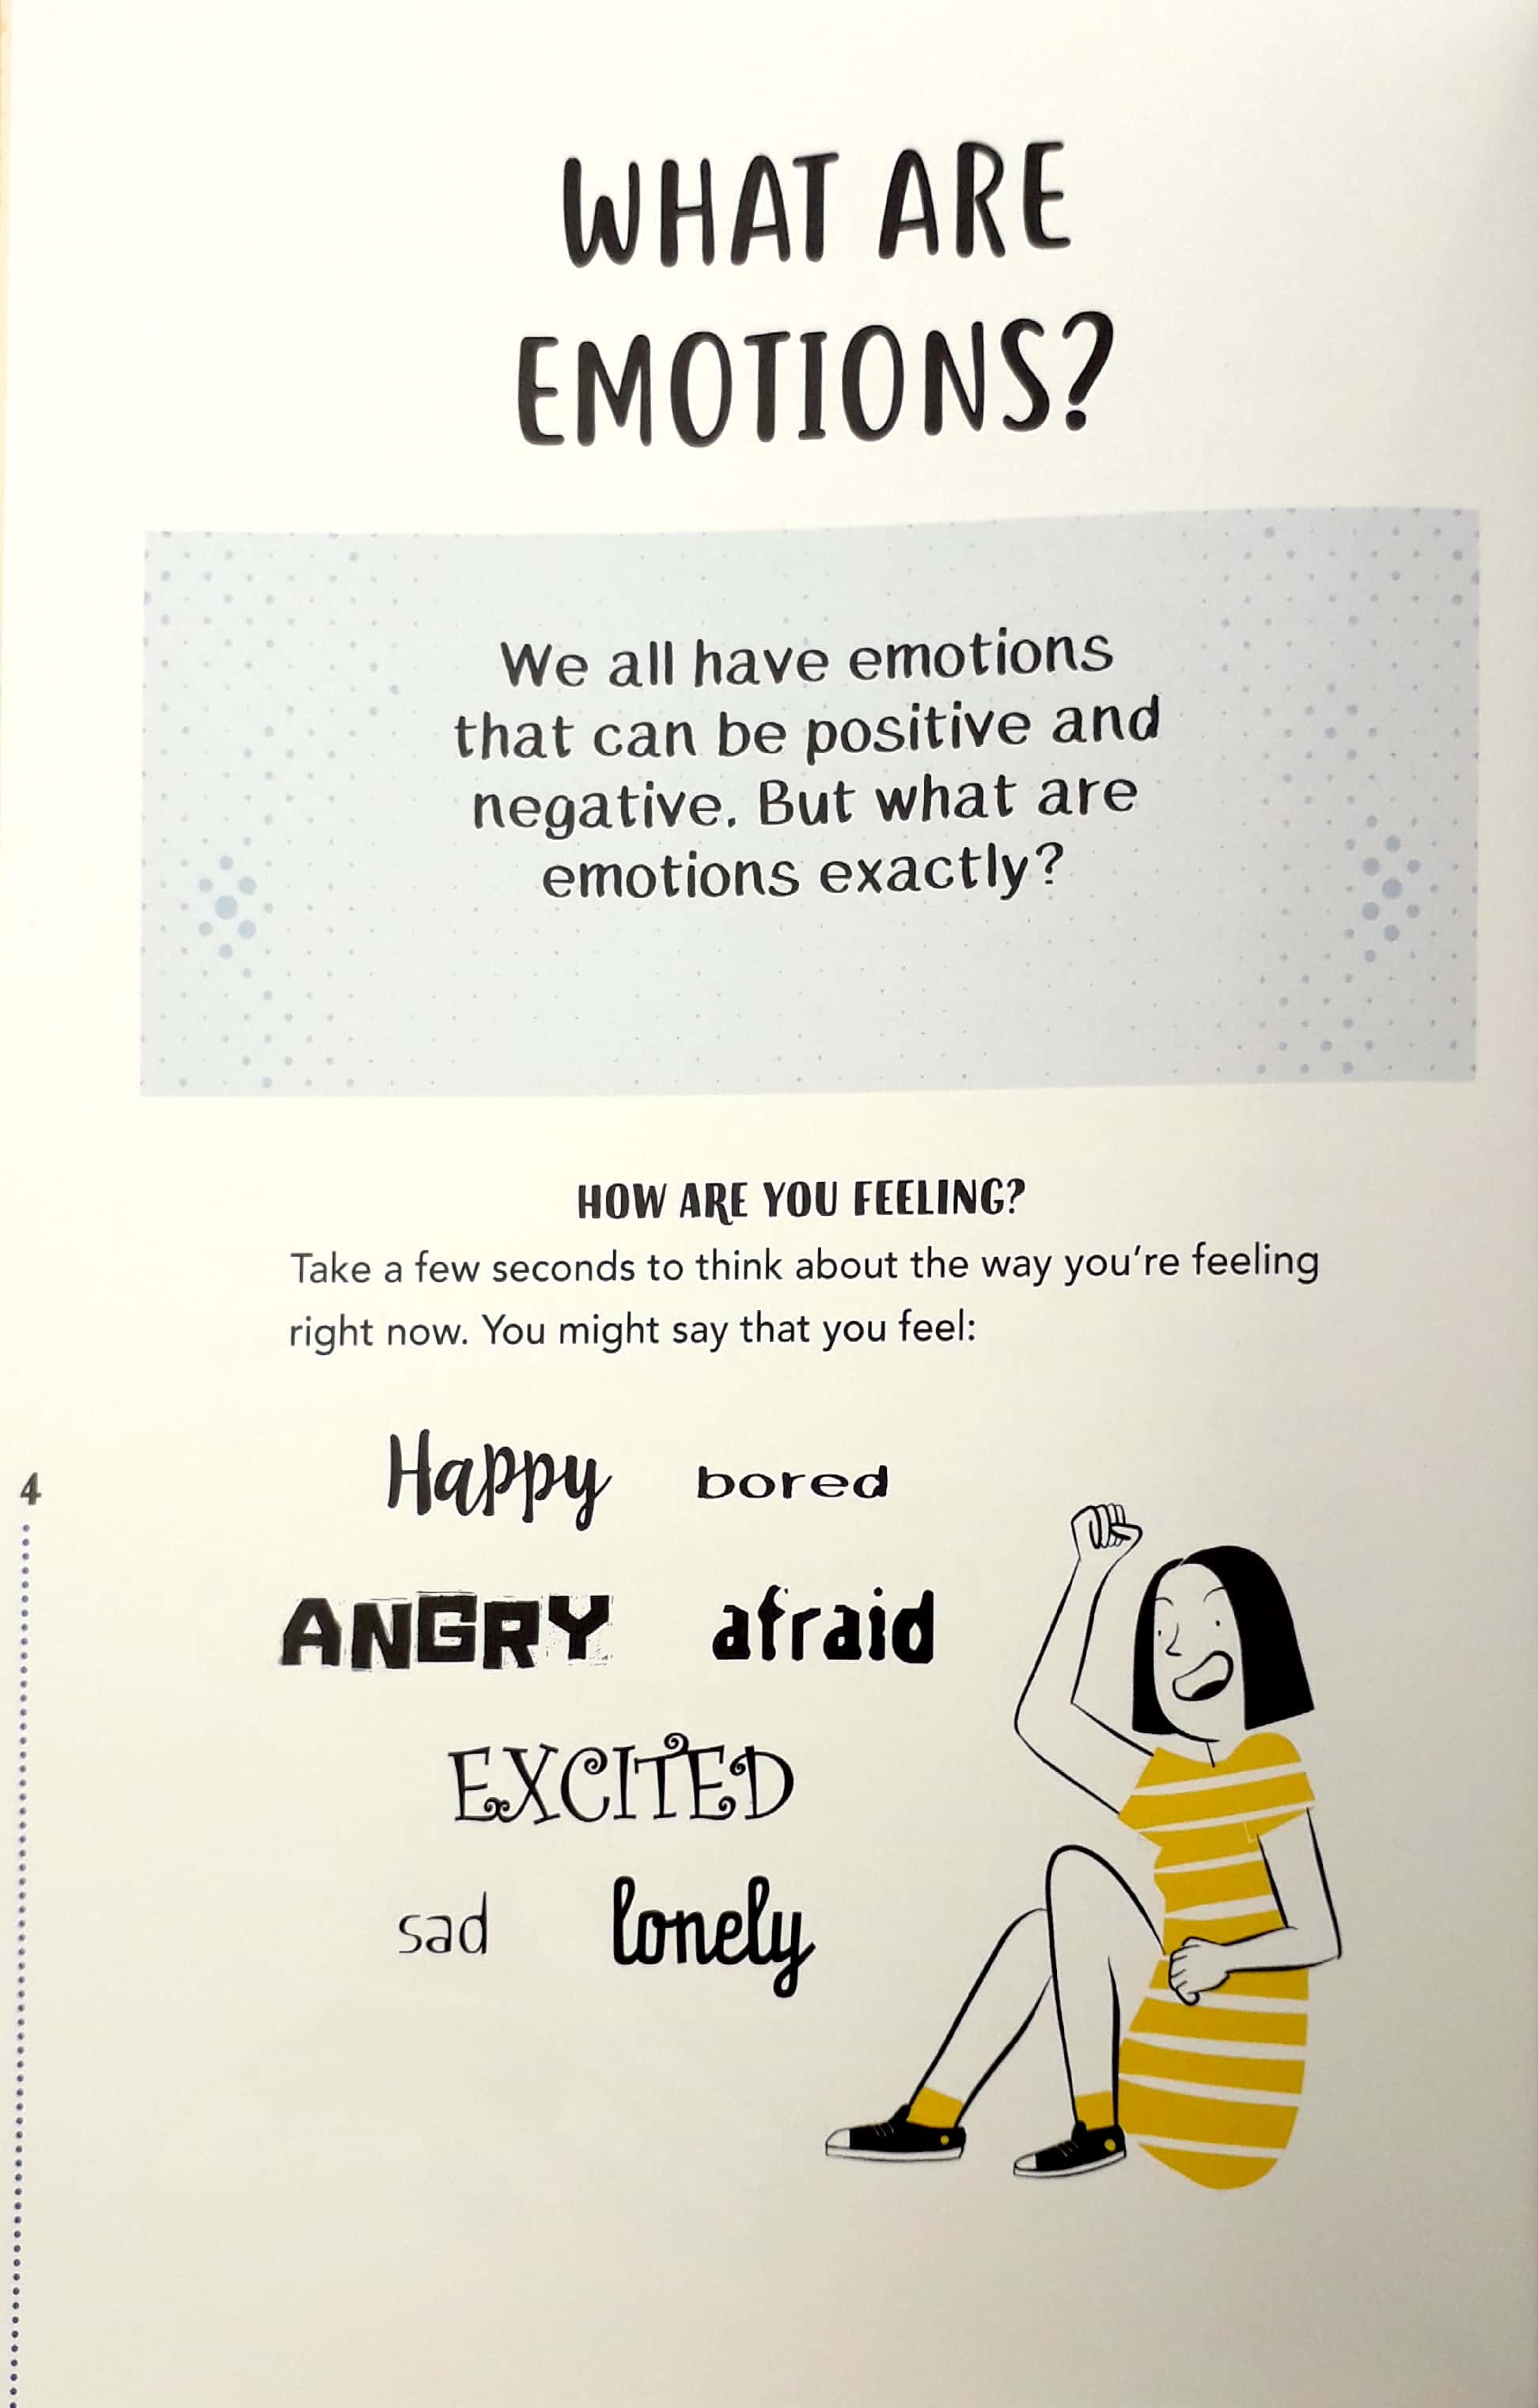 WHAT ARE
EMOTIONS?
We all have emotions
that can be positive and
negative. But what are
emotions exactly?
HOW ARE YOU FEELING?
Take a few seconds to think about the way you're feeling
right now. You might say that you feel:
Happy bored
4
ANGRY afraid
EXCITED
sad lonely